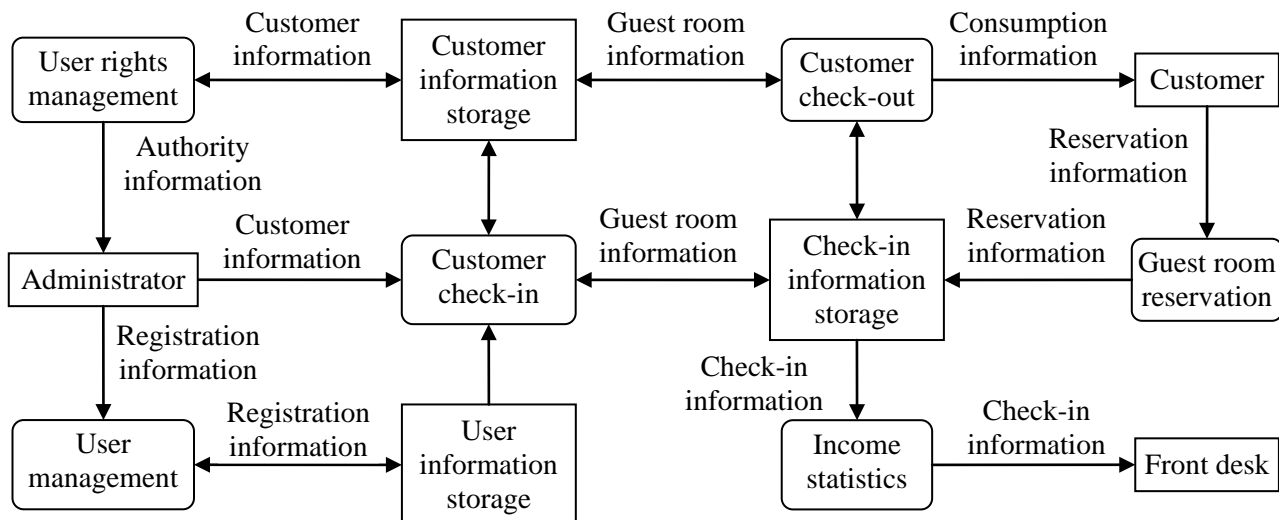 Customer
information
Guest room
information
Consumption
information
User rights
management
Customer
information
storage
Customer
check-out
Customer
Authority
information
Reservation
information
Customer
information
Guest room
information
Reservation
information
Administrator
Customer
check-in
Check-in
information
storage
Guest room
reservation
Registration
information
Check-in
information
Registration
information
Check-in
information
User
management
User
information
storage
Income
statistics
Front desk